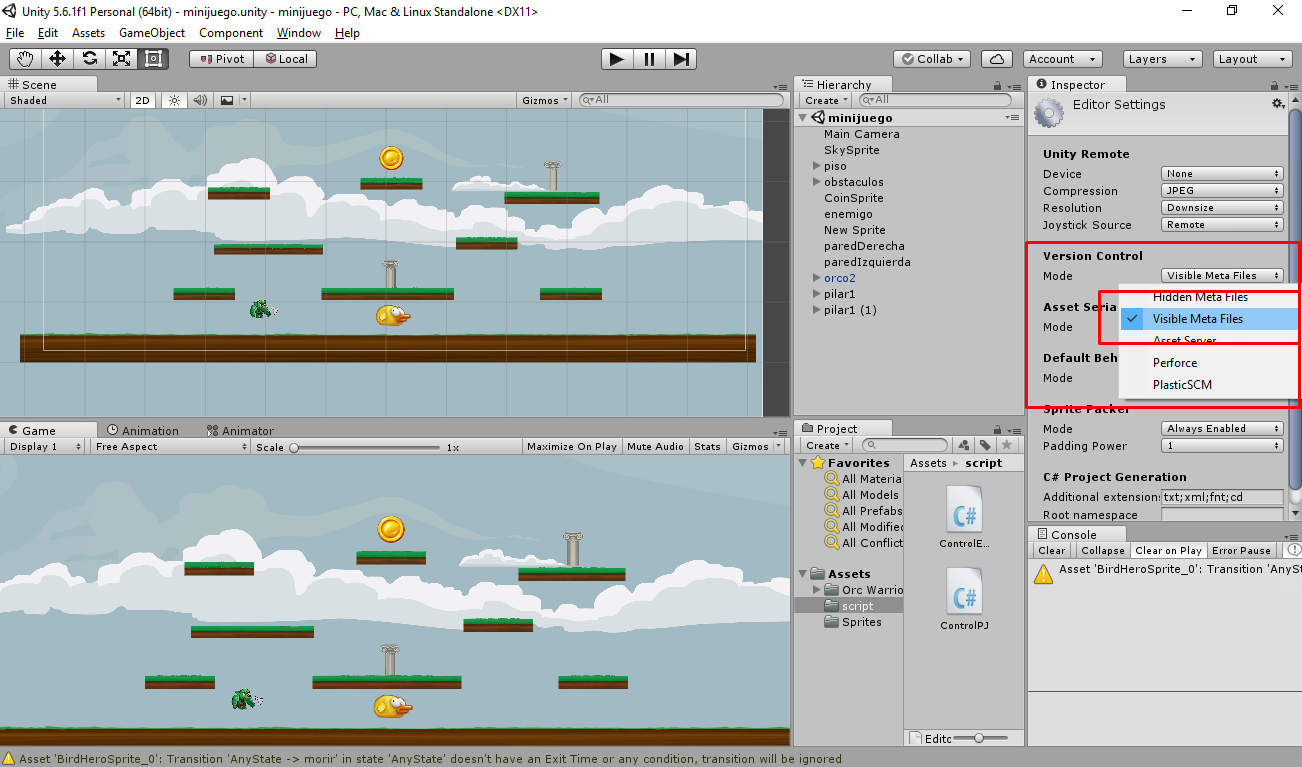 Unity 5.6.1f1 Personal (64bit) - minijuego.unity - minijuego - PC, Mac & Linux Standalone <DX11>
File Edit Assets GameObject Component Window Help
Pivot Local
Collab Account Layers Layout
Scene
Shaded 2D Gizmos All
Hierarchy
Create All
minijuego
Main Camera
SkySprite
piso
obstaculos
CoinSprite
enemigo
New Sprite
paredDerecha
paredIzquierda
orco2
pilar1
pilar1 (1)
Inspector
Editor Settings
Unity Remote
Device None
Compression JPEG
Resolution Downsize
Joystick Source Remote
Version Control
Mode Visible Meta Files
Hidden Meta Files
Asset Seria
Visible Meta Files
Mode
Asset Server
Default Beh
Perforce
Mode
PlasticSCM
Sprite Packer
Mode Always Enabled
Padding Power 1
C# Project Generation
Additional extension: txt;xml;fnt;cd
Root namespace
Game Animation Animator
Display 1 Free Aspect Scale 1x Maximize On Play Mute Audio Stats Gizmos
Project
Create
Favorites
All Materia
All Models
All Prefabs
All Modified
All Conflict
Assets
Orc Warrio
script
Sprites
Assets script
C#
ControlE...
C#
ControlPJ
Edito
Console
Clear Collapse Clear on Play Error Pause
Asset 'BirdHeroSprite_0': Transition 'AnySt
Asset 'BirdHeroSprite_0': Transition 'AnyState -> morir' in state 'AnyState' doesn't have an Exit Time or any condition, transition will be ignored